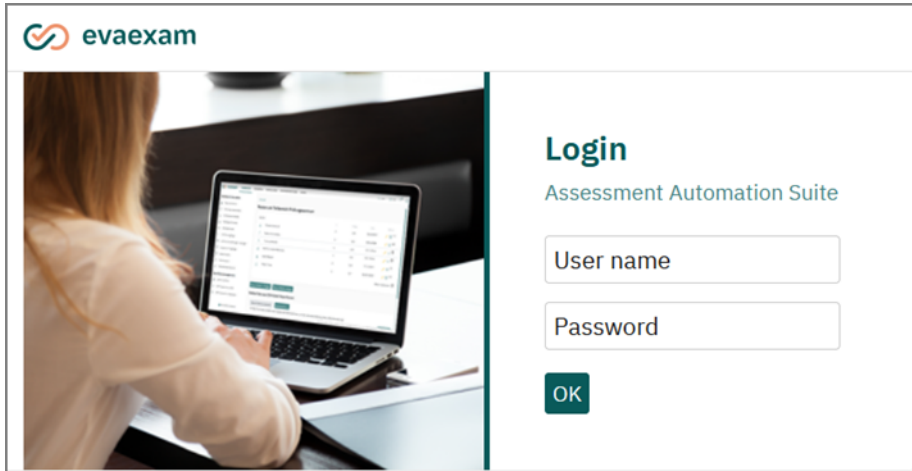 evaexam
Login
Assessment Automation Suite
User name
Password
OK